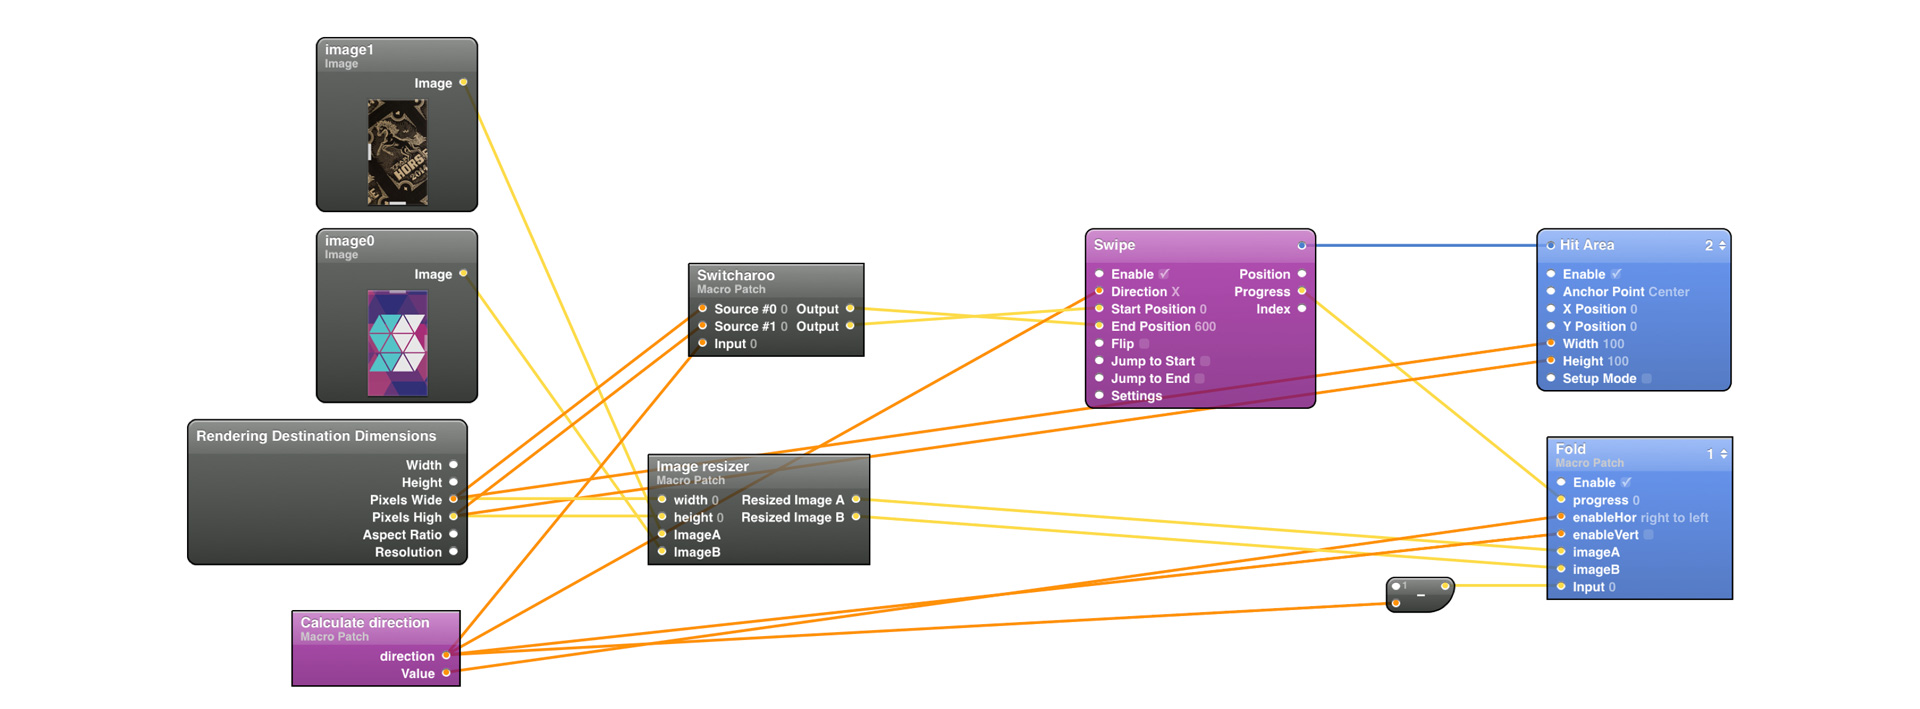 image1
Image
Image
HORSE
2014
image0
Image
Image
Rendering Destination Dimensions
Width
Height
Pixels Wide
Pixels High
Aspect Ratio
Resolution
Calculate direction
Macro Patch
direction
Value
Switcharoo
Macro Patch
Source #0 0 Output
Source #1 0 Output
Input 0
Image resizer
Macro Patch
width 0 Resized Image A
height 0 Resized Image B
ImageA
ImageB
Swipe
Enable ✓ Position
Direction X Progress
Start Position 0 Index
End Position 600
Flip
Jump to Start
Jump to End
Settings
1
-
Hit Area 2
Enable ✓
Anchor Point Center
X Position 0
Y Position 0
Width 100
Height 100
Setup Mode
Fold 1
Macro Patch
Enable ✓
progress 0
enableHor right to left
enableVert
imageA
imageB
Input 0